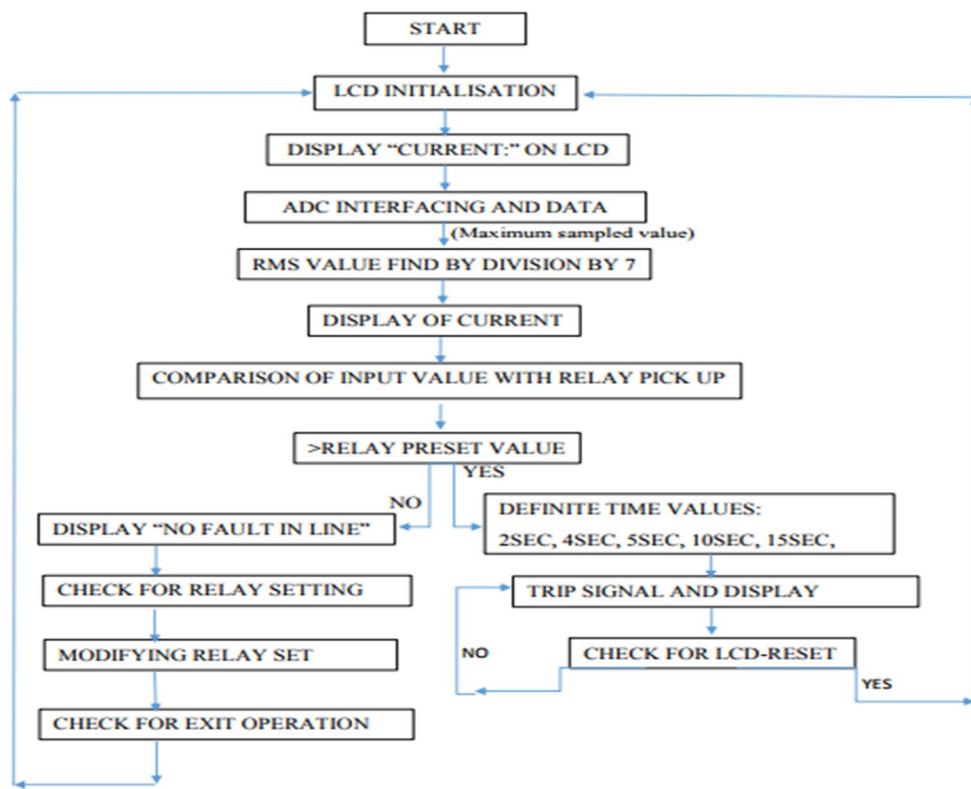 START
LCD INITIALISATION
DISPLAY “CURRENT:” ON LCD
ADC INTERFACING AND DATA
(Maximum sampled value)
RMS VALUE FIND BY DIVISION BY 7
DISPLAY OF CURRENT
COMPARISON OF INPUT VALUE WITH RELAY PICK UP
>RELAY PRESET VALUE
YES
NO
DISPLAY “NO FAULT IN LINE”
CHECK FOR RELAY SETTING
MODIFYING RELAY SET
CHECK FOR EXIT OPERATION
DEFINITE TIME VALUES:
2SEC, 4SEC, 5SEC, 10SEC, 15SEC,
TRIP SIGNAL AND DISPLAY
NO
CHECK FOR LCD-RESET
YES